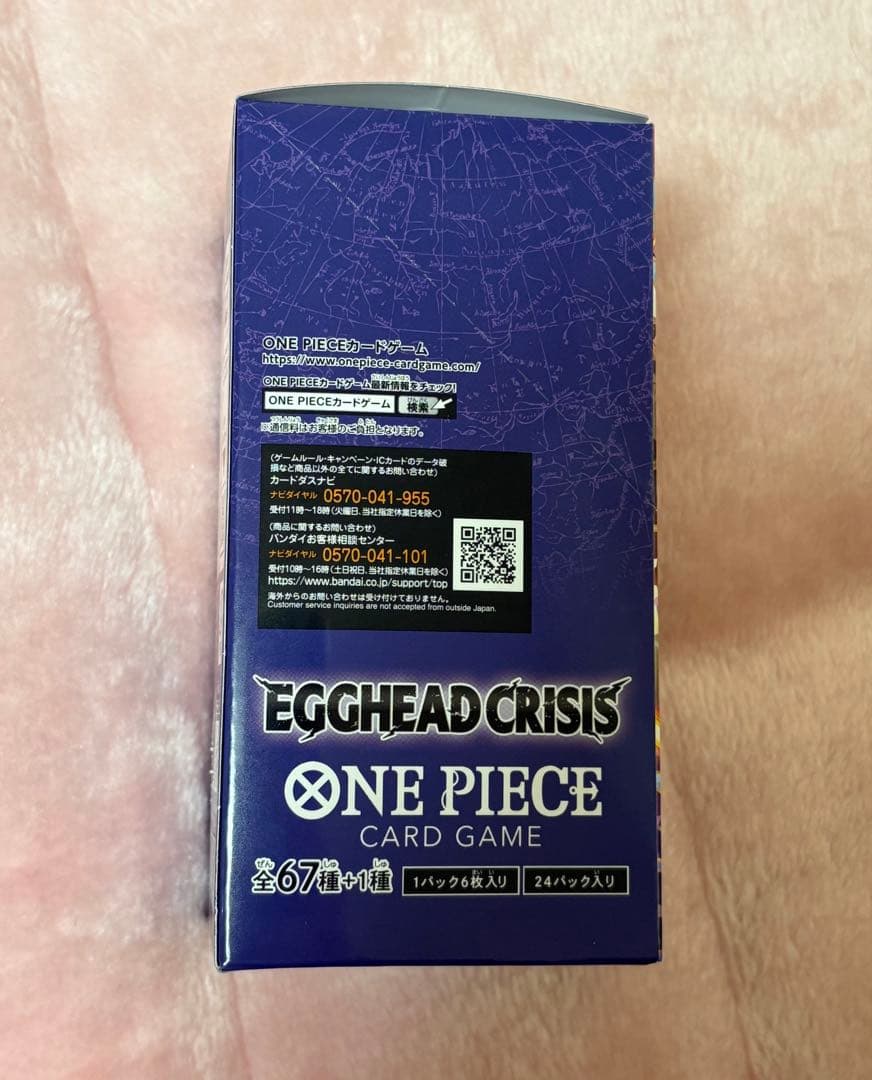 ONE PIECEカードゲーム
https://www.onepiece-cardgame.com/
ONE PIECEカードゲーム最新情報をチェック!
ONE PIECEカードゲーム 検索
※通信料はお客様のご負担となります。
(ゲームルール・キャンペーン・ICカードのデータ破
損など商品以外の全てに関するお問い合わせ)
カードダスナビ
ナビダイヤル 0570-041-955
受付11時~18時(火曜日、当社指定休業日を除く)
(商品に関するお問い合わせ)
バンダイお客様相談センター
ナビダイヤル 0570-041-101
受付10時~16時(土日祝日、当社指定休業日を除く)
https://www.bandai.co.jp/support/top
海外からのお問い合わせは受け付けておりません。
Customer service inquiries are not accepted from outside Japan.
EGGHEAD CRISIS
ONE PIECE
CARD GAME
全67種+1種 1パック6枚入り 24パック入り